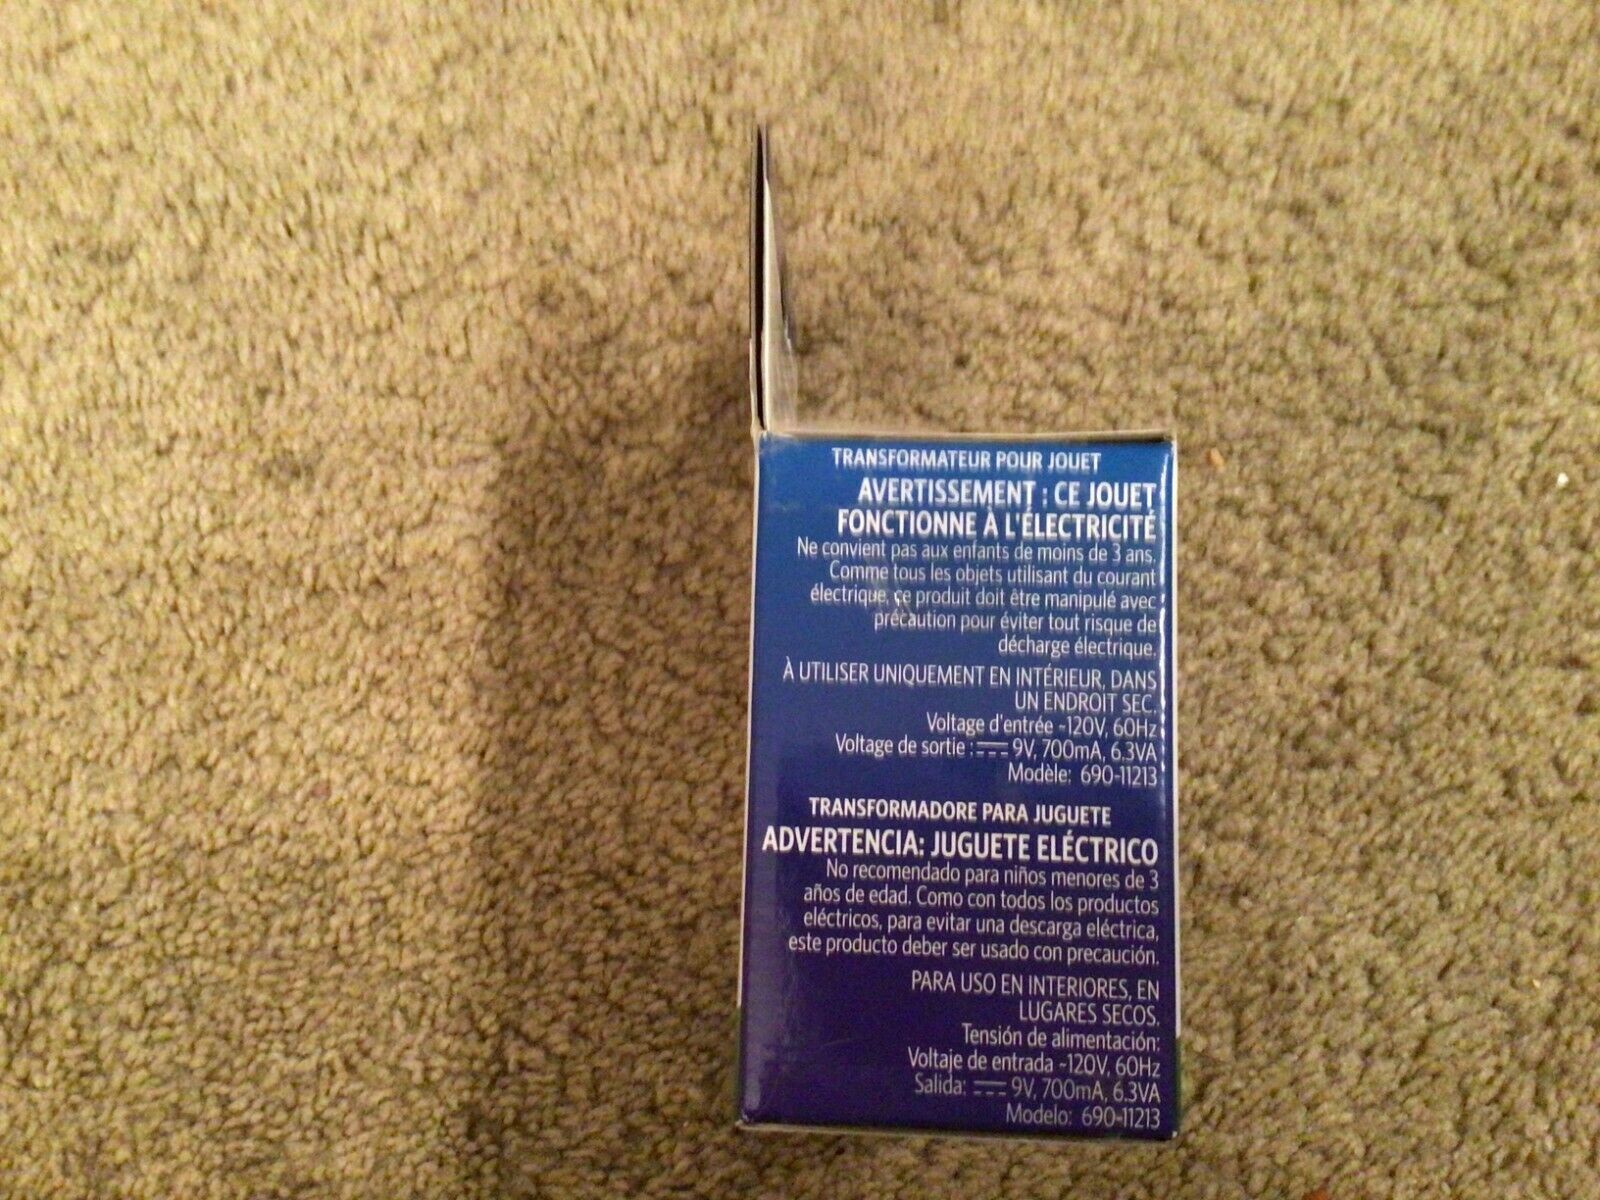 TRANSFORMATEUR POUR JOUET
AVERTISSEMENT : CE JOUET
FONCTIONNE À L'ÉLECTRICITÉ
Ne convient pas aux enfants de moins de 3 ans.
Comme tous les objets utilisant du courant
électrique, ce produit doit être manipulé avec
précaution pour éviter tout risque de
décharge électrique.
À UTILISER UNIQUEMENT EN INTÉRIEUR, DANS
UN ENDROIT SEC.
Voltage d'entrée ~120V, 60Hz
Voltage de sortie : ⎓ 9V, 700mA, 6.3VA
Modèle: 690-11213
TRANSFORMADORE PARA JUGUETE
ADVERTENCIA: JUGUETE ELÉCTRICO
No recomendado para niños menores de 3
años de edad. Como con todos los productos
eléctricos, para evitar una descarga eléctrica,
este producto deber ser usado con precaución.
PARA USO EN INTERIORES, EN
LUGARES SECOS.
Tensión de alimentación:
Voltaje de entrada ~120V, 60Hz
Salida: ⎓ 9V, 700mA, 6.3VA
Modelo: 690-11213